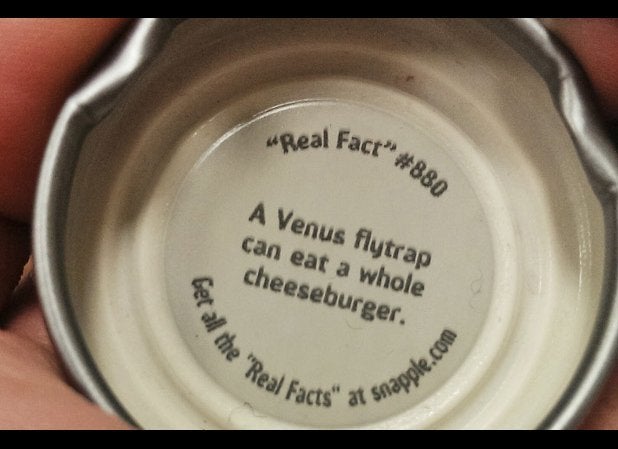 “Real Fact” #880
A Venus flytrap
can eat a whole
cheeseburger.
Get all the "Real Facts" at snapple.com